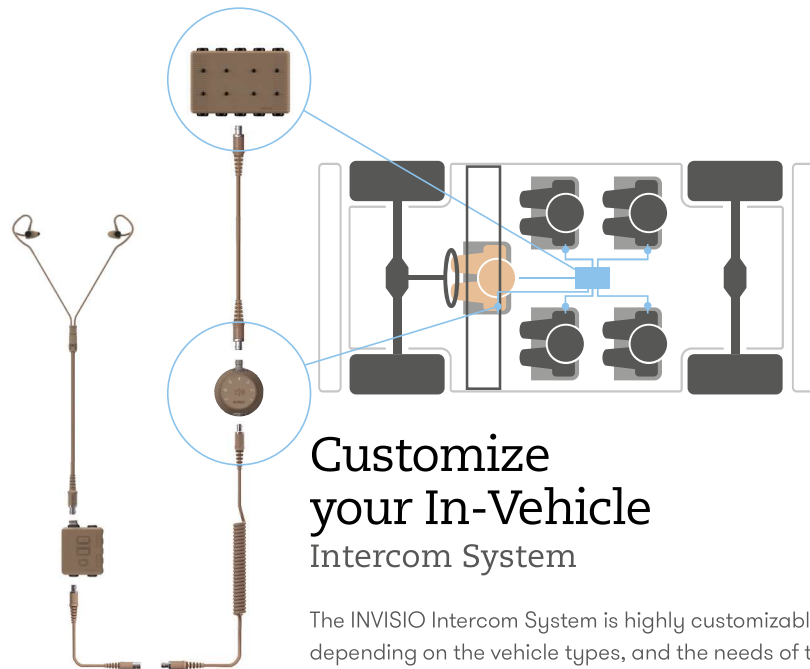 Customize
your In-Vehicle
Intercom System
The INVISIO Intercom System is highly
depending on the vehicle types, and the needs of